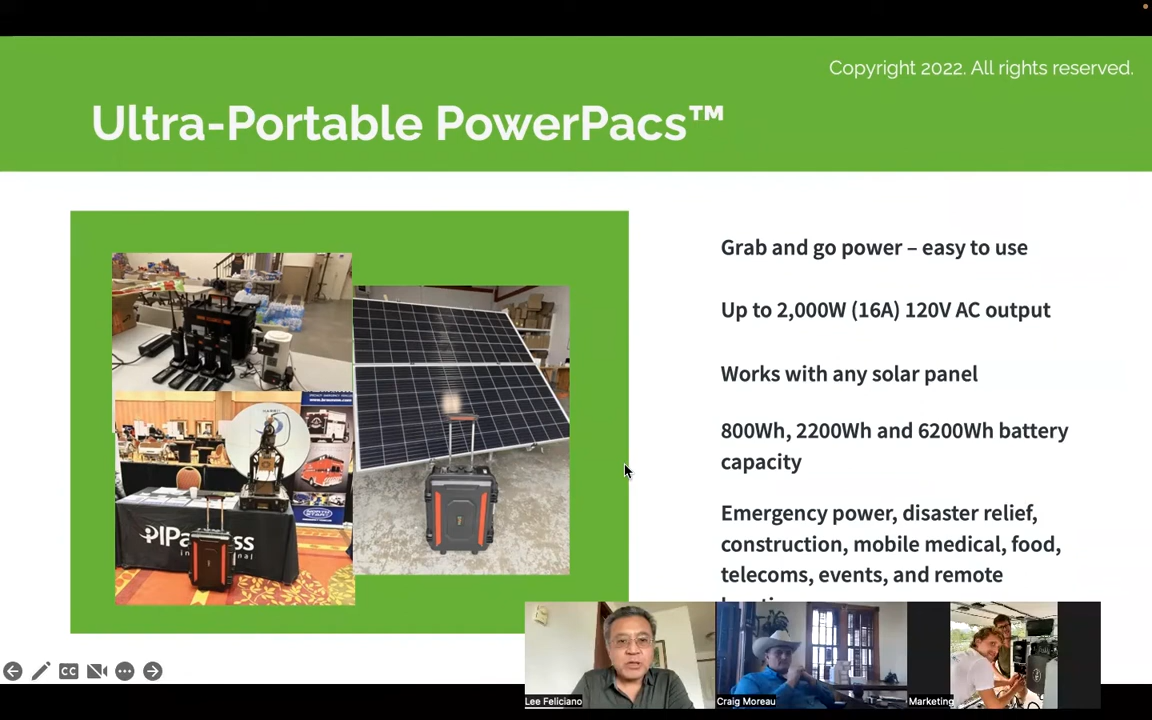 Copyright 2022. All rights reserved.
Ultra-Portable PowerPacs™
Grab and go power – easy to use
Up to 2,000W (16A) 120V AC output
Works with any solar panel
800Wh, 2200Wh and 6200Wh battery
capacity
Emergency power, disaster relief,
construction, mobile medical, food,
telecoms, events, and remote
CC
Lee Feliciano
Craig Moreau
Marketing